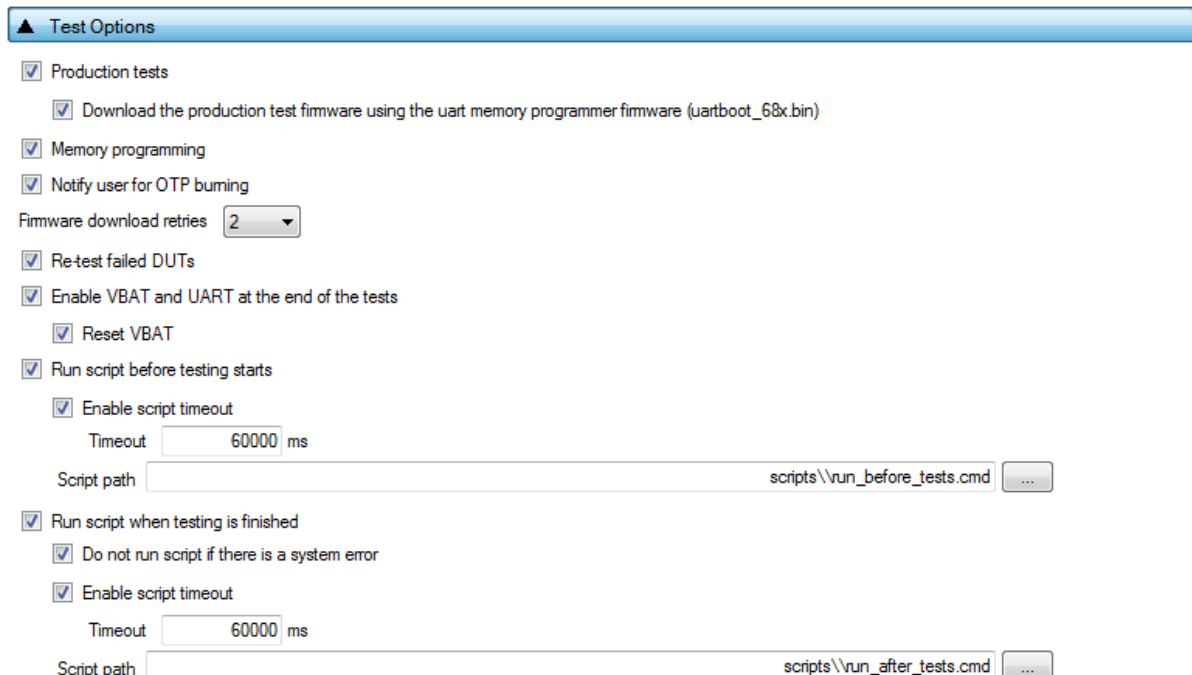 Test Options
Production tests
Download the production test firmware using the uart memory programmer firmware (uartboot_68x.bin)
Memory programming
Notify user for OTP burning
Firmware download retries 2
Re-test failed DUTs
Enable VBAT and UART at the end of the tests
Reset VBAT
Run script before testing starts
Enable script timeout
Timeout 60000 ms
Script path scripts\\run_before_tests.cmd ...
Run script when testing is finished
Do not run script if there is a system error
Enable script timeout
Timeout 60000 ms
Script path scripts\\run_after_tests.cmd ...